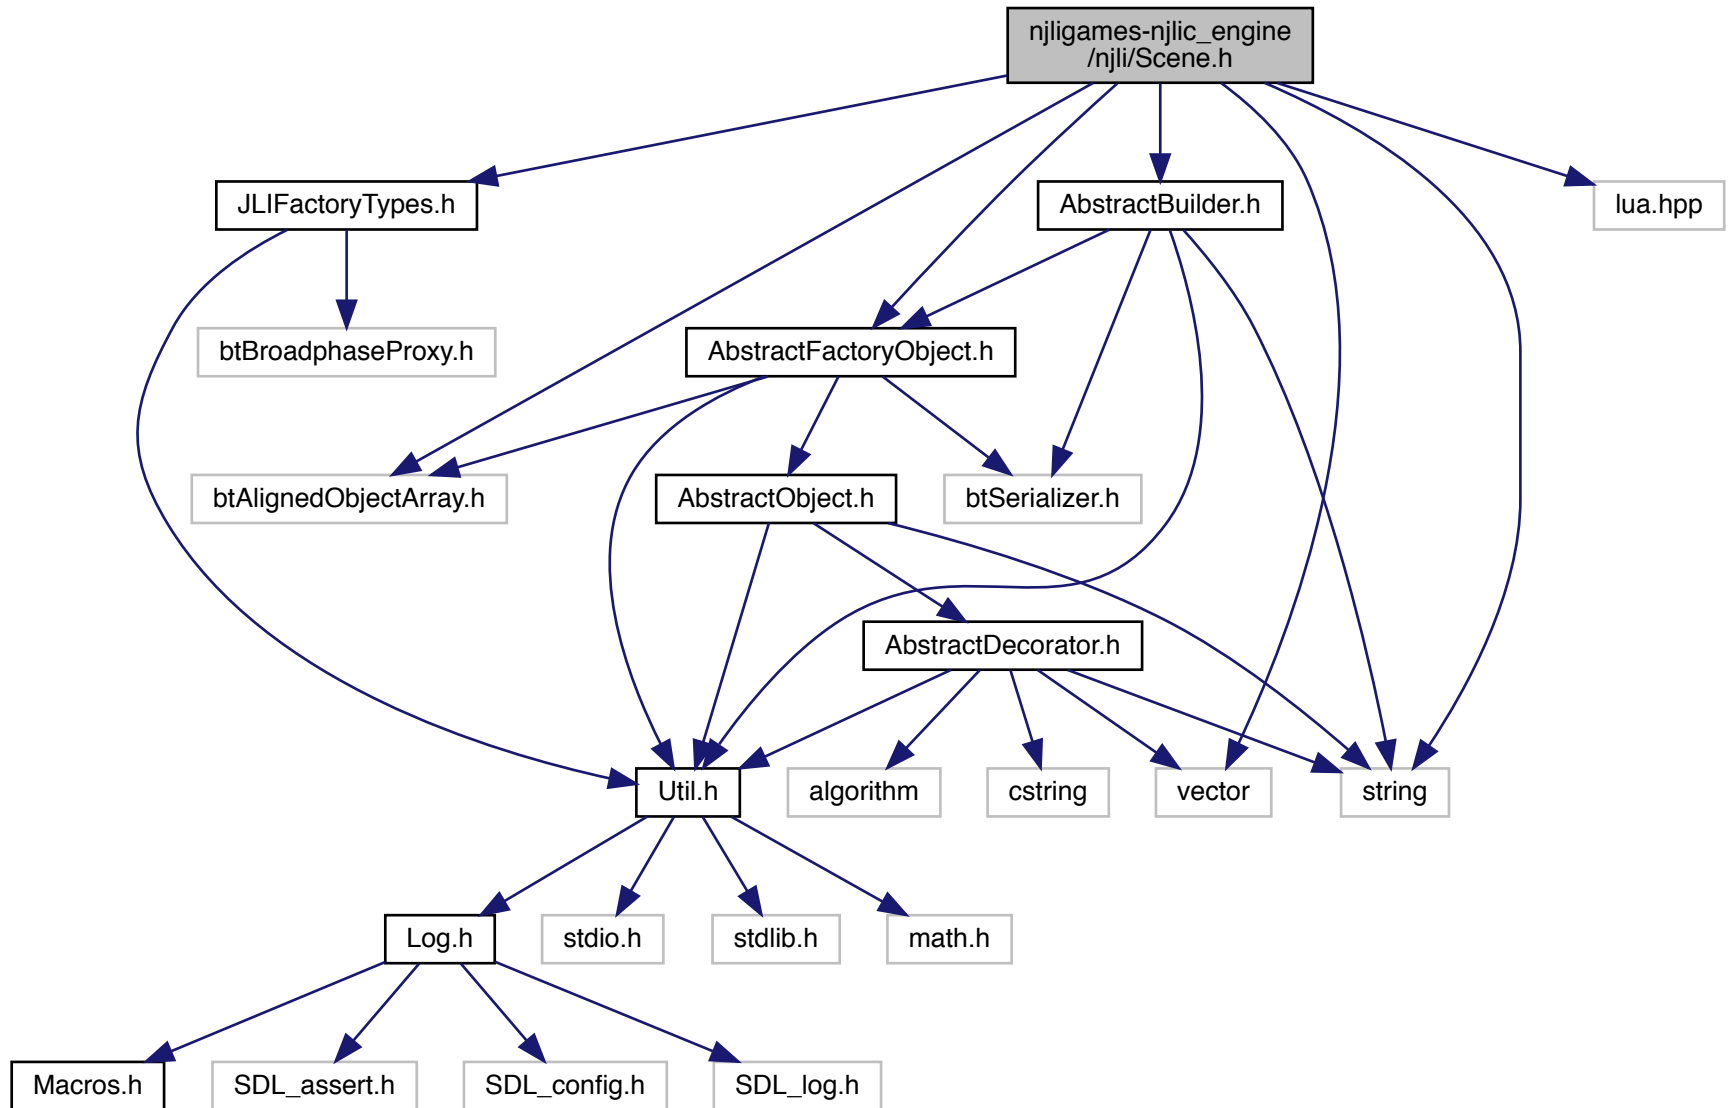 njligames-njlic_engine
/njli/Scene.h
JLIFactoryTypes.h
AbstractBuilder.h
lua.hpp
btBroadphaseProxy.h
AbstractFactoryObject.h
btAlignedObjectArray.h
AbstractObject.h
btSerializer.h
AbstractDecorator.h
Util.h
algorithm
cstring
vector
string
Log.h
stdio.h
stdlib.h
math.h
Macros.h
SDL_assert.h
SDL_config.h
SDL_log.h